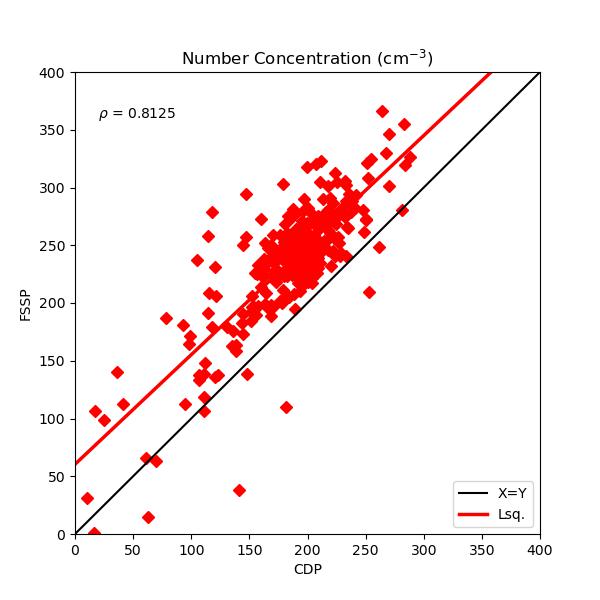 Number Concentration (cm⁻³)
ρ = 0.8125
400
350
300
250
200
150
100
50
0
FSSP
0 50 100 150 200 250 300 350 400
CDP
X=Y
Lsq.